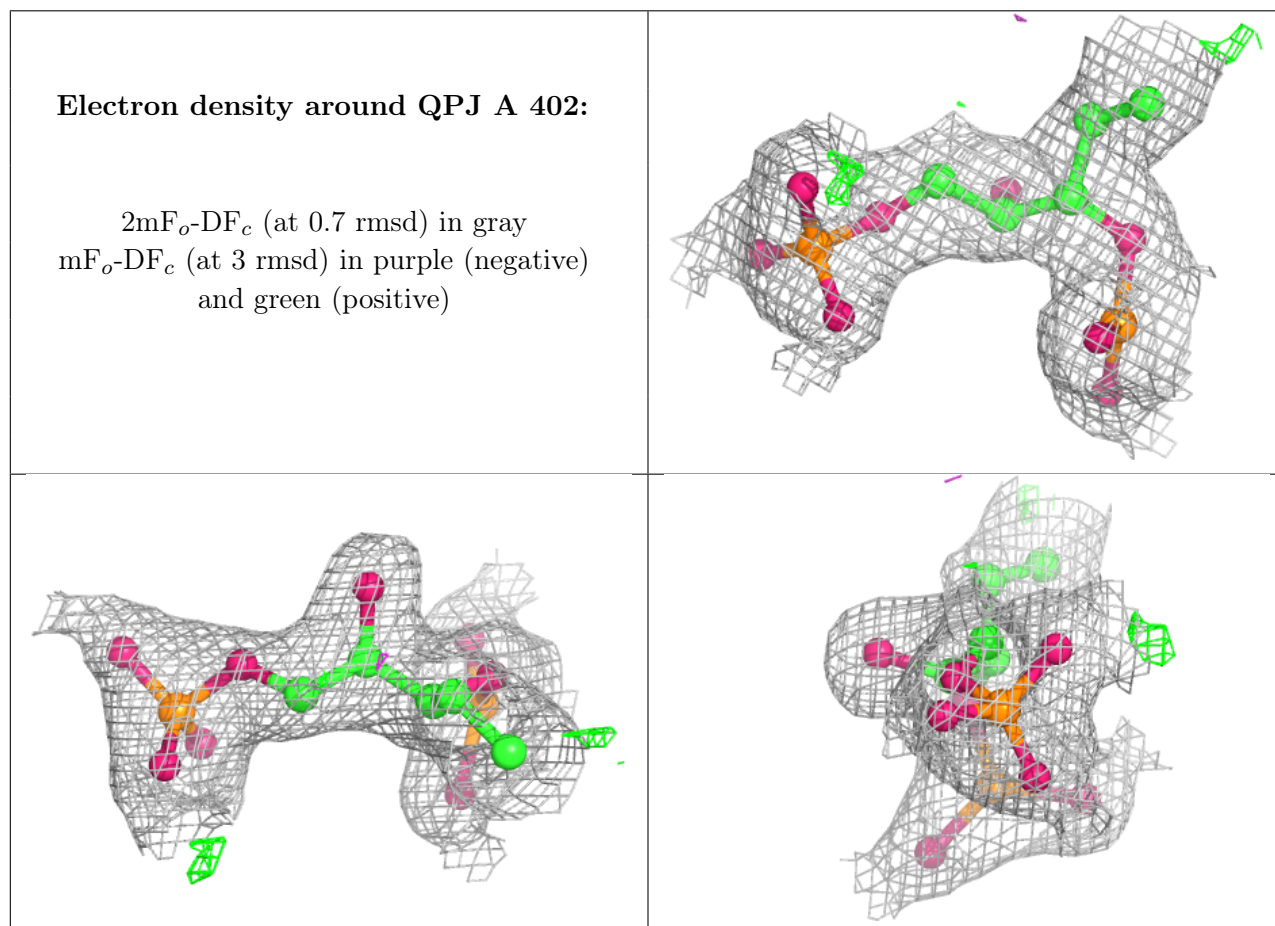 Electron density around QPJ A 402:
2mFo-DFc (at 0.7 rmsd) in gray
mFo-DFc (at 3 rmsd) in purple (negative)
and green (positive)